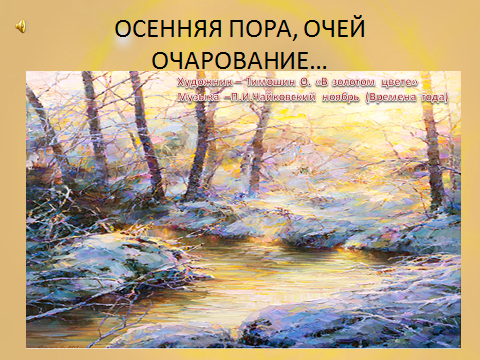 ОСЕННЯЯ ПОРА, ОЧЕЙ
ОЧАРОВАНИЕ…
Художник – Тимошин О. «В золотом цвете»
Музыка –П.И.Чайковский ноябрь (Времена года)